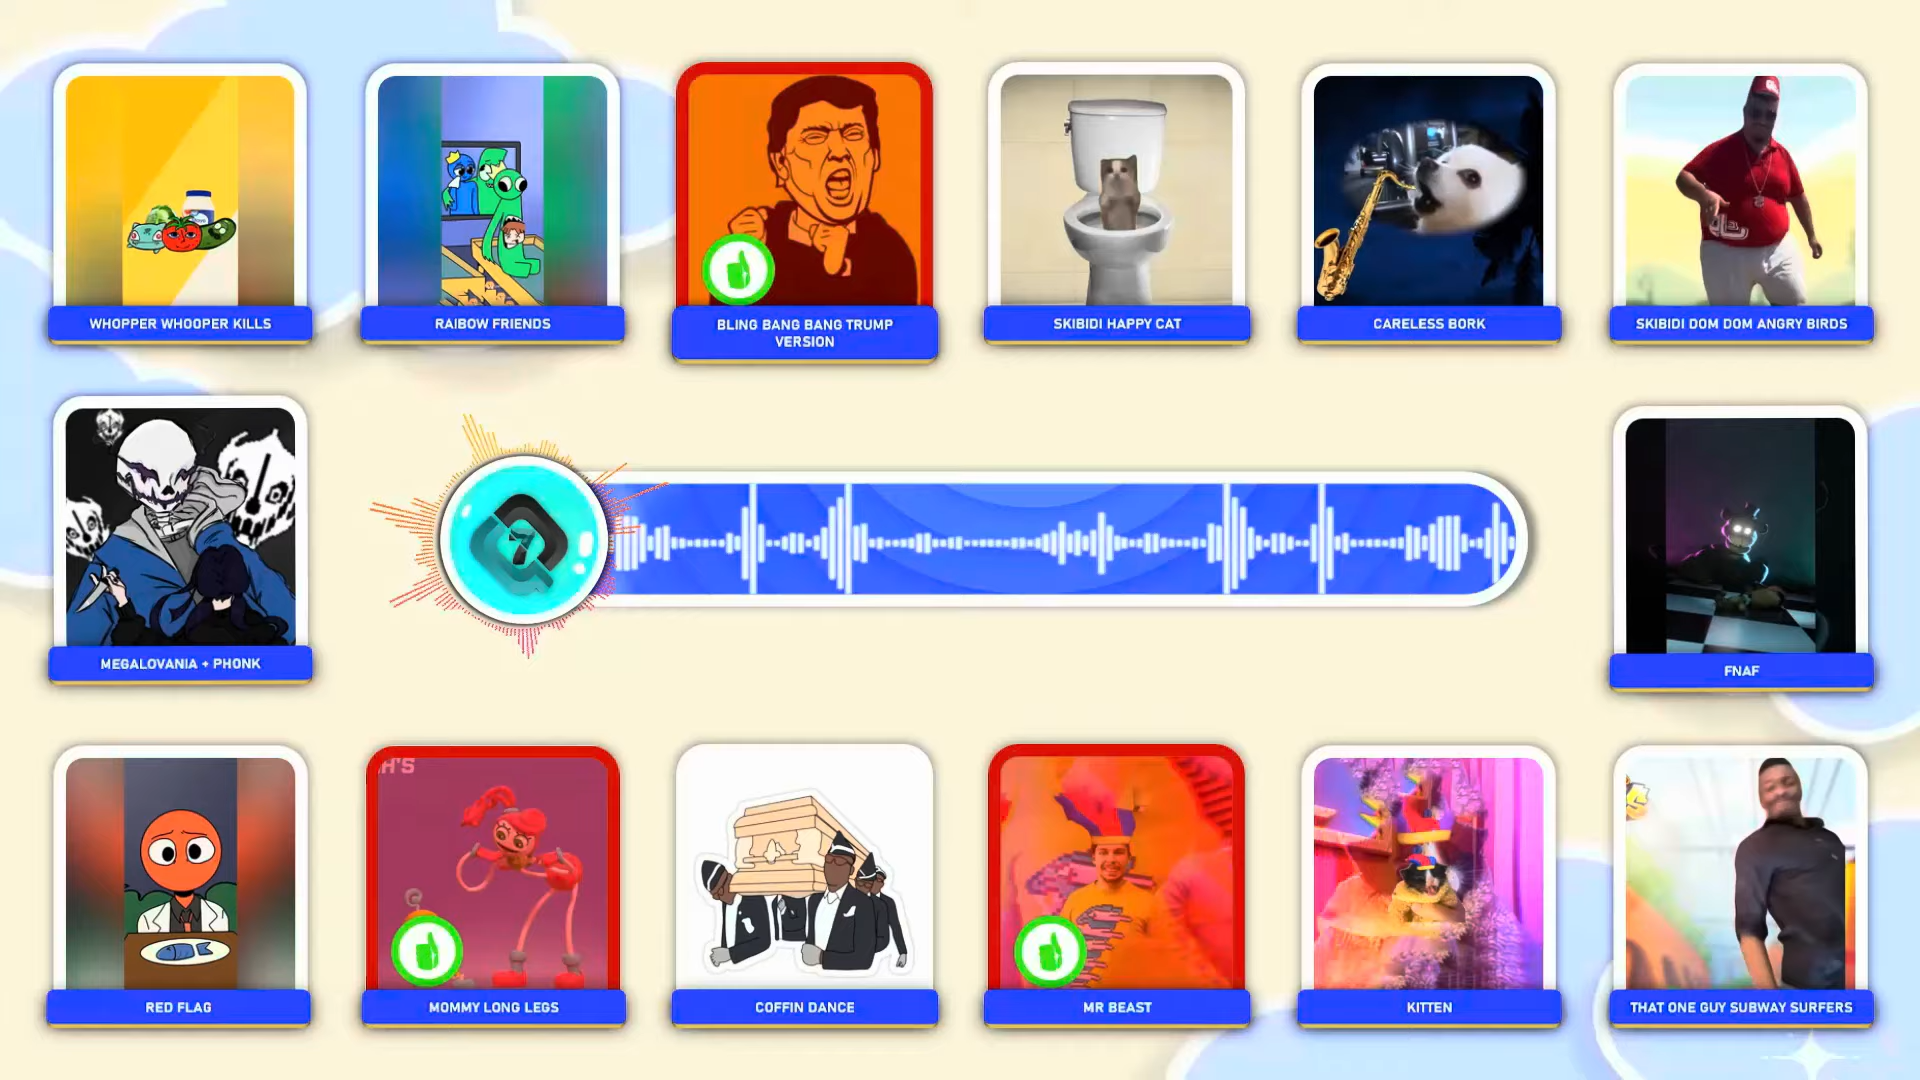 WHOPPER WHOOPER KILLS
RAIBOW FRIENDS
BLING BANG BANG TRUMP
VERSION
SKIBIDI HAPPY CAT
CARELESS BORK
SKIBIDI DOM DOM ANGRY BIRDS
MEGALOVANIA + PHONK
7
FNAF
H'S
RED FLAG
MOMMY LONG LEGS
COFFIN DANCE
MR BEAST
KITTEN
S
THAT ONE GUY SUBWAY SURFERS